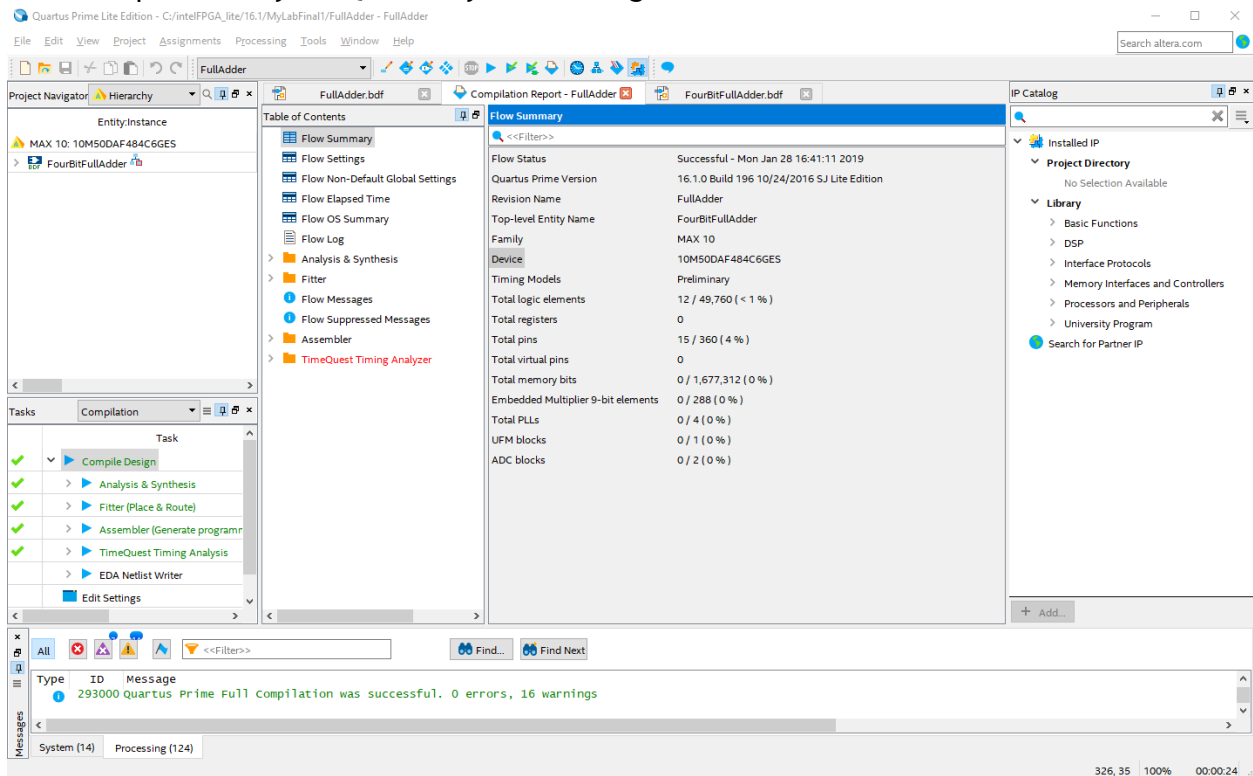 Quartus Prime Lite Edition - C:/intelFPGA_lite/16.1/MyLabFinal1/FullAdder - FullAdder
File Edit View Project Assignments Processing Tools Window Help
Search altera.com
FullAdder
Project Navigator Hierarchy
Entity:Instance
MAX 10: 10M50DAF484C6GES
FourBitFullAdder
FullAdder.bdf
Compilation Report - FullAdder
FourBitFullAdder.bdf
Table of Contents
Flow Summary
Flow Settings
Flow Non-Default Global Settings
Flow Elapsed Time
Flow OS Summary
Flow Log
Analysis & Synthesis
Fitter
Flow Messages
Flow Suppressed Messages
Assembler
TimeQuest Timing Analyzer
Flow Summary
<<Filter>>
Flow Status Successful - Mon Jan 28 16:41:11 2019
Quartus Prime Version 16.1.0 Build 196 10/24/2016 SJ Lite Edition
Revision Name FullAdder
Top-level Entity Name FourBitFullAdder
Family MAX 10
Device 10M50DAF484C6GES
Timing Models Preliminary
Total logic elements 12 / 49,760 ( < 1 % )
Total registers 0
Total pins 15 / 360 ( 4 % )
Total virtual pins 0
Total memory bits 0 / 1,677,312 ( 0 % )
Embedded Multiplier 9-bit elements 0 / 288 ( 0 % )
Total PLLs 0 / 4 ( 0 % )
UFM blocks 0 / 1 ( 0 % )
ADC blocks 0 / 2 ( 0 % )
IP Catalog
Installed IP
Project Directory
No Selection Available
Library
Basic Functions
DSP
Interface Protocols
Memory Interfaces and Controllers
Processors and Peripherals
University Program
Search for Partner IP
+ Add...
Tasks Compilation
Task
Compile Design
Analysis & Synthesis
Fitter (Place & Route)
Assembler (Generate programm
TimeQuest Timing Analysis
EDA Netlist Writer
Edit Settings
All
<<Filter>>
Find...
Find Next
Type ID Message
293000 Quartus Prime Full Compilation was successful. 0 errors, 16 warnings
Messages
System (14) Processing (124)
326, 35 100% 00:00:24